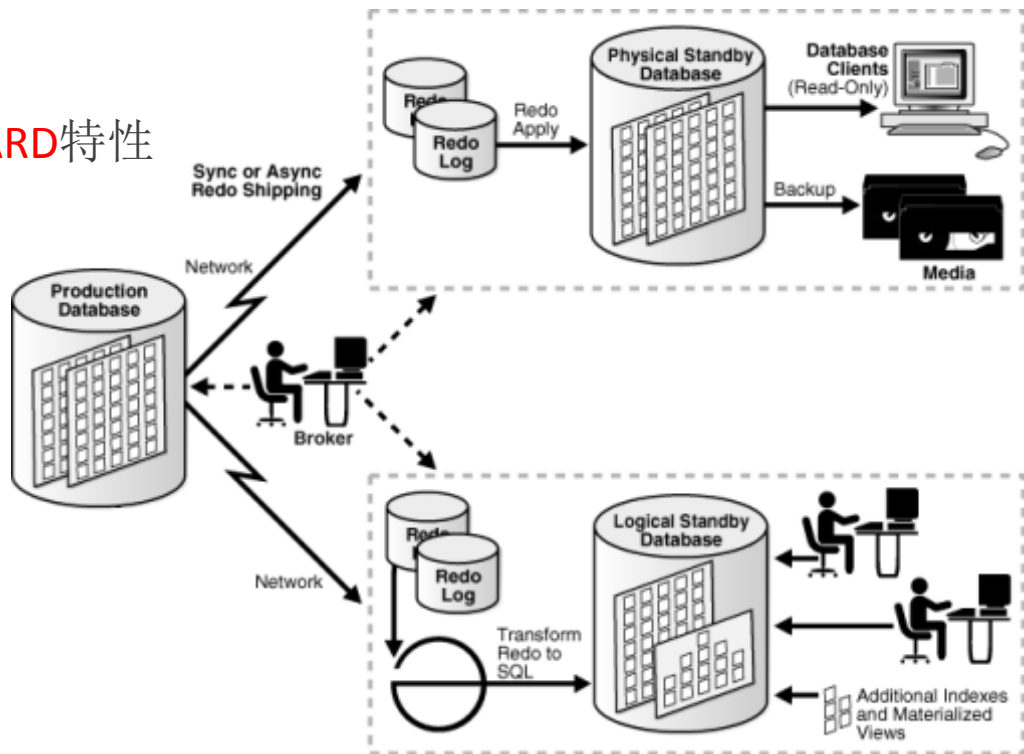 ARD特性
Sync or Async
Redo Shipping
Network
Production
Database
Broker
Network
Redo
Redo
Log
Redo
Apply
Physical Standby
Database
Database
Clients
(Read-Only)
Backup
Media
Redo
Redo
Log
Transform
Redo to
SQL
Logical Standby
Database
Additional Indexes
and Materialized
Views